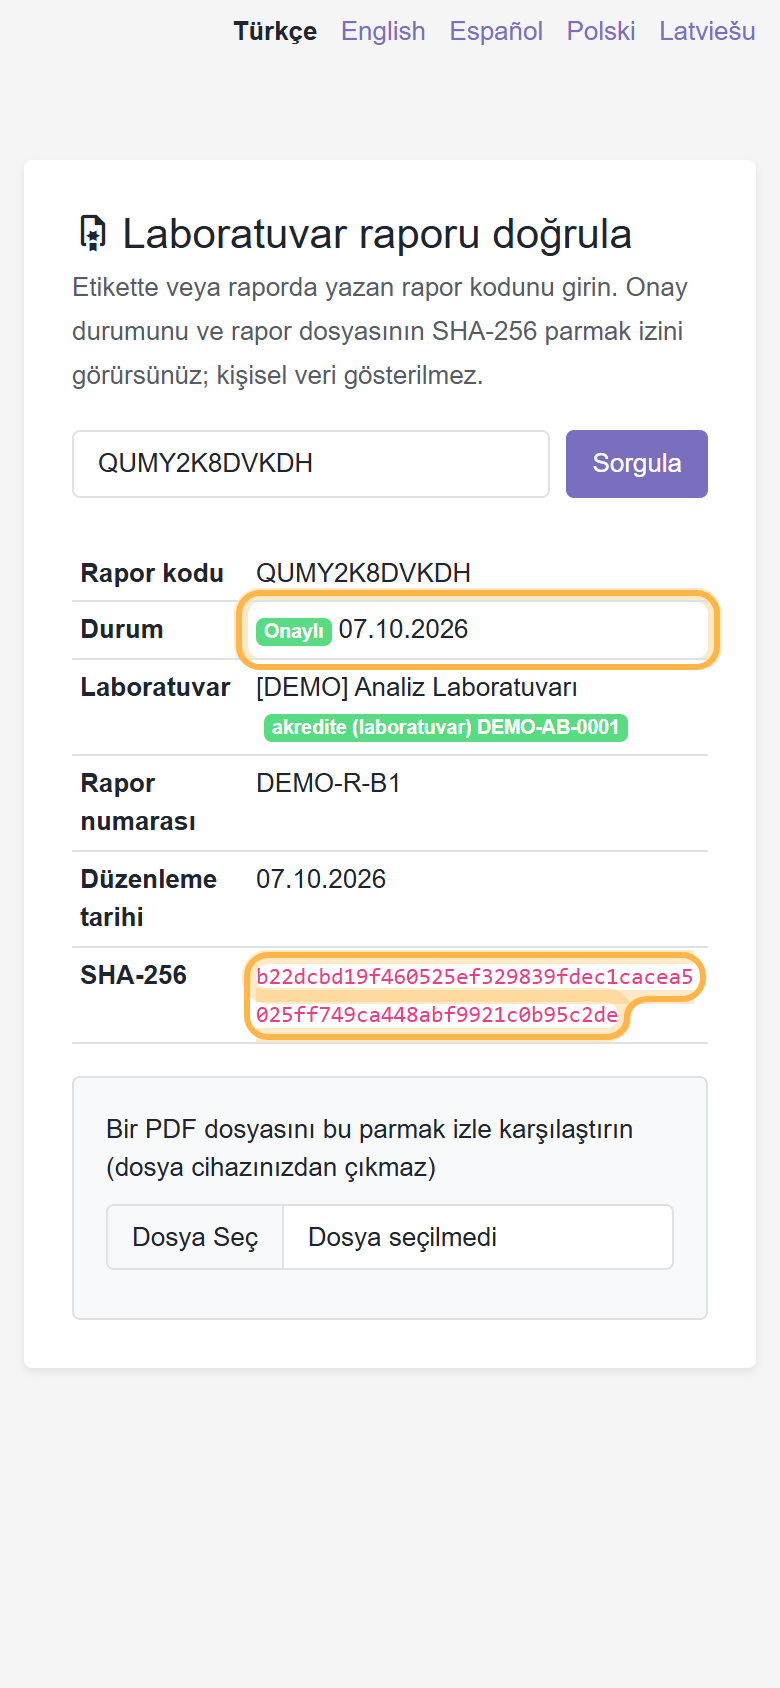 Türkçe English Español Polski Latviešu
Laboratuvar raporu doğrula
Etikette veya raporda yazan rapor kodunu girin. Onay
durumunu ve rapor dosyasının SHA-256 parmak izini
görürsünüz; kişisel veri gösterilmez.
QUMY2K8DVKDH Sorgula
Rapor kodu QUMY2K8DVKDH
Durum Onaylı 07.10.2026
Laboratuvar [DEMO] Analiz Laboratuvarı
akredite (laboratuvar) DEMO-AB-0001
Rapor DEMO-R-B1
numarası
Düzenleme 07.10.2026
tarihi
SHA-256 b22dcbd19f460525ef329839fdec1cacea5
025ff749ca448abf9921c0b95c2de
Bir PDF dosyasını bu parmak izle karşılaştırın
(dosya cihazınızdan çıkmaz)
Dosya Seç Dosya seçilmedi